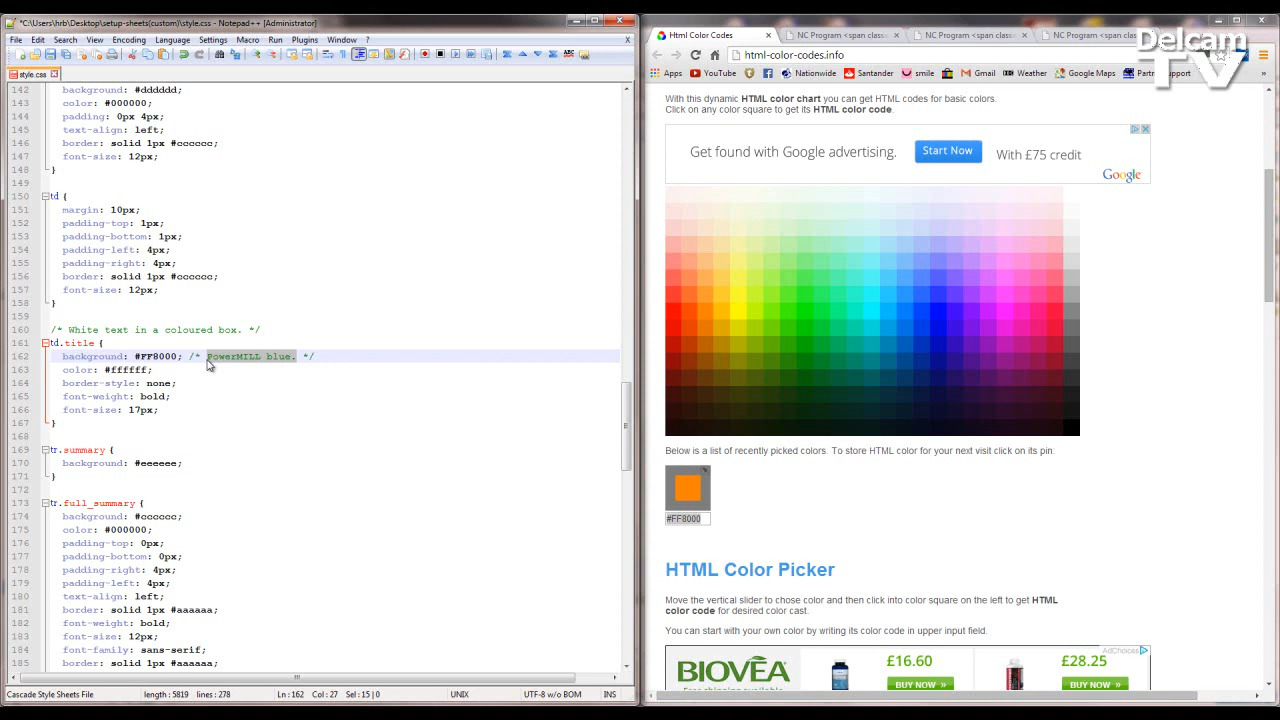 *C:\Users\hrb\Desktop\setup-sheets(custom)\style.css - Notepad++ [Administrator]
File Edit Search View Encoding Language Settings Macro Run Plugins Window ?
X
style.css
142 background: #dddddd;
143 color: #000000;
144 padding: 0px 4px;
145 text-align: left;
146 border: solid 1px #cccccc;
147 font-size: 12px;
148 }
149
150 td {
151 margin: 10px;
152 padding-top: 1px;
153 padding-bottom: 1px;
154 padding-left: 4px;
155 padding-right: 4px;
156 border: solid 1px #cccccc;
157 font-size: 12px;
158 }
159
160 /* White text in a coloured box. */
161 td.title {
162 background: #FF8000; /* PowerMILL blue. */
163 color: #ffffff;
164 border-style: none;
165 font-weight: bold;
166 font-size: 17px;
167 }
168
169 tr.summary {
170 background: #eeeeee;
171 }
172
173 tr.full_summary {
174 background: #cccccc;
175 color: #000000;
176 padding-top: 0px;
177 padding-bottom: 0px;
178 padding-right: 4px;
179 padding-left: 4px;
180 text-align: left;
181 border: solid 1px #aaaaaa;
182 font-weight: bold;
183 font-size: 12px;
184 font-family: sans-serif;
185 border: solid 1px #aaaaaa;
Cascade Style Sheets File length : 5819 lines : 278 Ln : 162 Col : 27 Sel : 15 | 0 UNIX UTF-8 w/o BOM INS
Html Color Codes
NC Program <span class
NC Program <span class
NC Program <span class
Delcam
TV
html-color-codes.info
Apps YouTube Nationwide Santander smile Gmail Weather Google Maps
With this dynamic HTML color chart you can get HTML codes for basic colors.
Click on any color square to get its HTML color code.
Get found with Google advertising. Start Now With £75 credit
Google
Below is a list of recently picked colors. To store HTML color for your next visit click on its pin:
#FF8000
HTML Color Picker
Move the vertical slider to chose color and then click into color square on the left to get HTML
color code for desired color cast.
You can start with your own color by writing its color code in upper input field.
AdChoices
BIOVEA £16.60 £28.25
BUY NOW » BUY NOW »